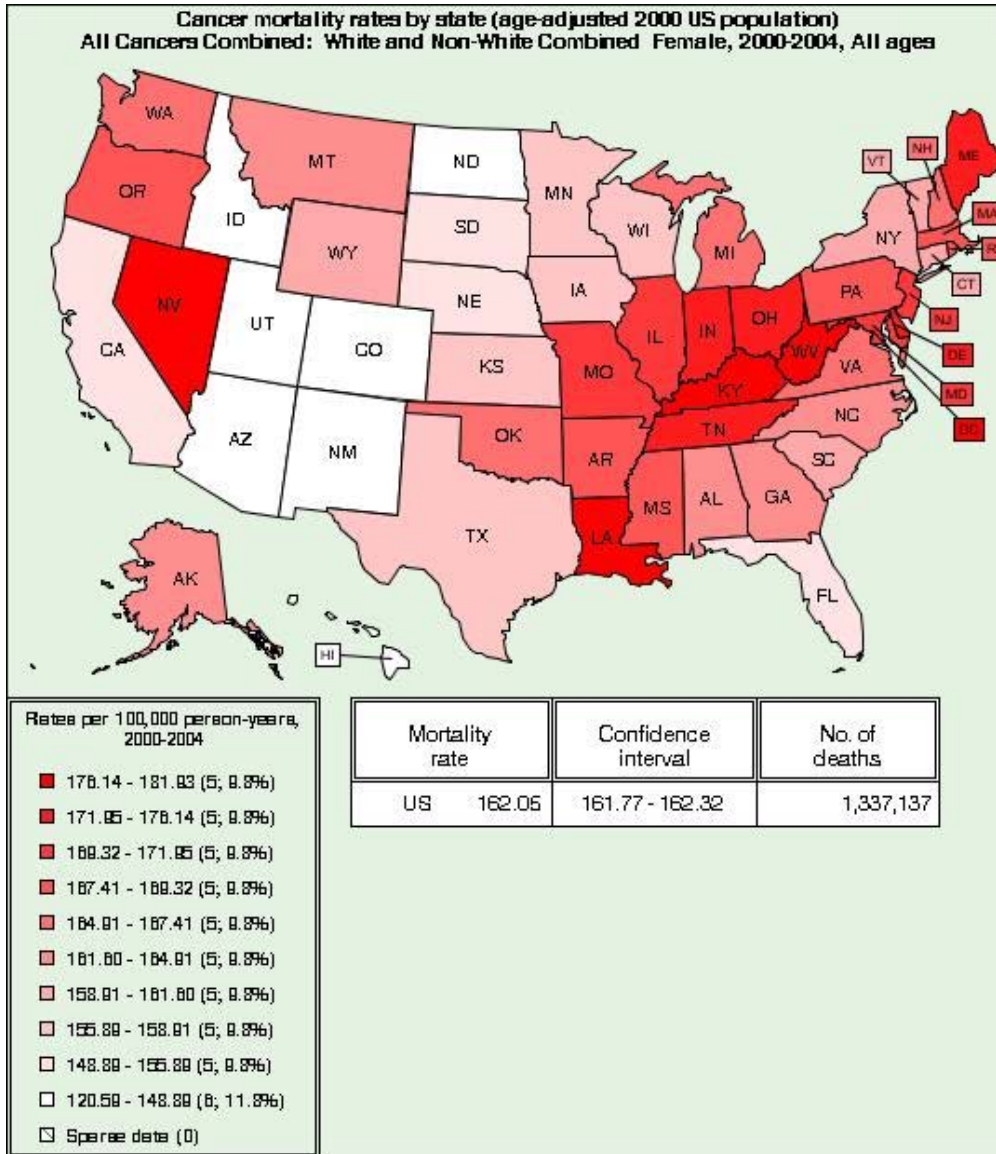 Cancer mortality rates by state (age-adjusted 2000 US population)
All Cancers Combined: White and Non-White Combined Female, 2000-2004, All ages
WA
MT
ND
MN
VT
NH
ME
OR
ID
SD
WI
MI
NY
MA
R
WY
CT
NV
NE
IA
PA
NJ
CA
UT
CO
KS
MO
IL
IN
OH
WV
VA
DE
MD
KY
DC
AZ
NM
OK
AR
TN
NC
SC
TX
LA
MS
AL
GA
AK
FL
HI
Rates per 100,000 person-years,
2000-2004
176.14 - 181.93 (5; 9.8%)
171.95 - 176.14 (5; 9.8%)
169.32 - 171.95 (5; 9.8%)
167.41 - 169.32 (5; 9.8%)
164.91 - 167.41 (5; 9.8%)
161.60 - 164.91 (5; 9.8%)
158.91 - 161.60 (5; 9.8%)
155.89 - 158.91 (5; 9.8%)
148.89 - 155.89 (5; 9.8%)
120.59 - 148.89 (6; 11.8%)
Sparse data (0)
Mortality rate
Confidence interval
No. of deaths
US 162.05 161.77 - 162.32 1,337,137